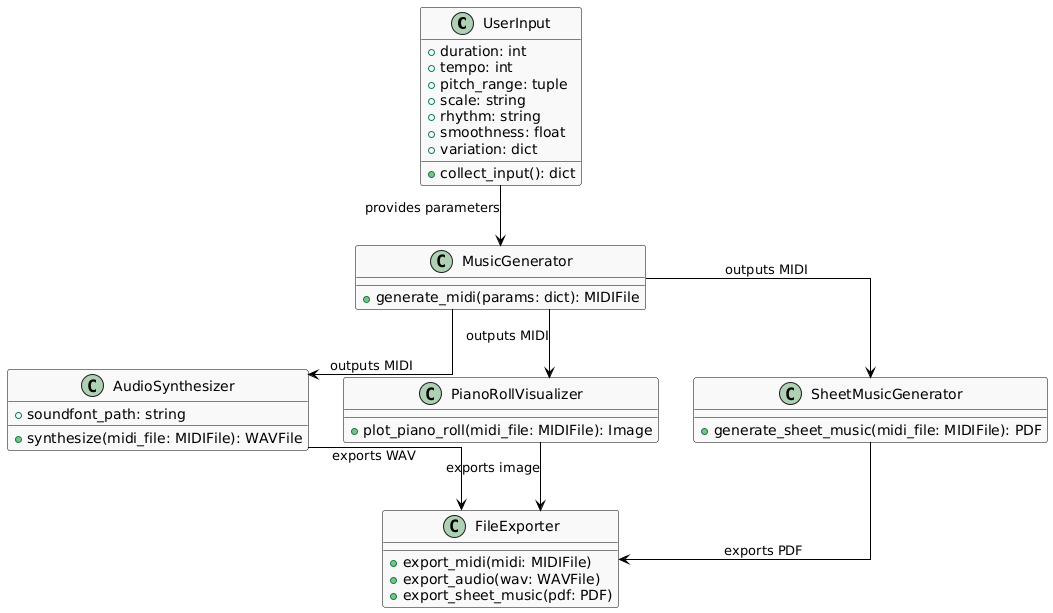 C UserInput
duration: int
tempo: int
pitch_range: tuple
scale: string
rhythm: string
smoothness: float
variation: dict
collect_input(): dict
provides parameters
C MusicGenerator
generate_midi(params: dict): MIDIFile
outputs MIDI
outputs MIDI
outputs MIDI
C AudioSynthesizer
soundfont_path: string
synthesize(midi_file: MIDIFile): WAVFile
C PianoRollVisualizer
plot_piano_roll(midi_file: MIDIFile): Image
C SheetMusicGenerator
generate_sheet_music(midi_file: MIDIFile): PDF
exports WAV
exports image
exports PDF
C FileExporter
export_midi(midi: MIDIFile)
export_audio(wav: WAVFile)
export_sheet_music(pdf: PDF)